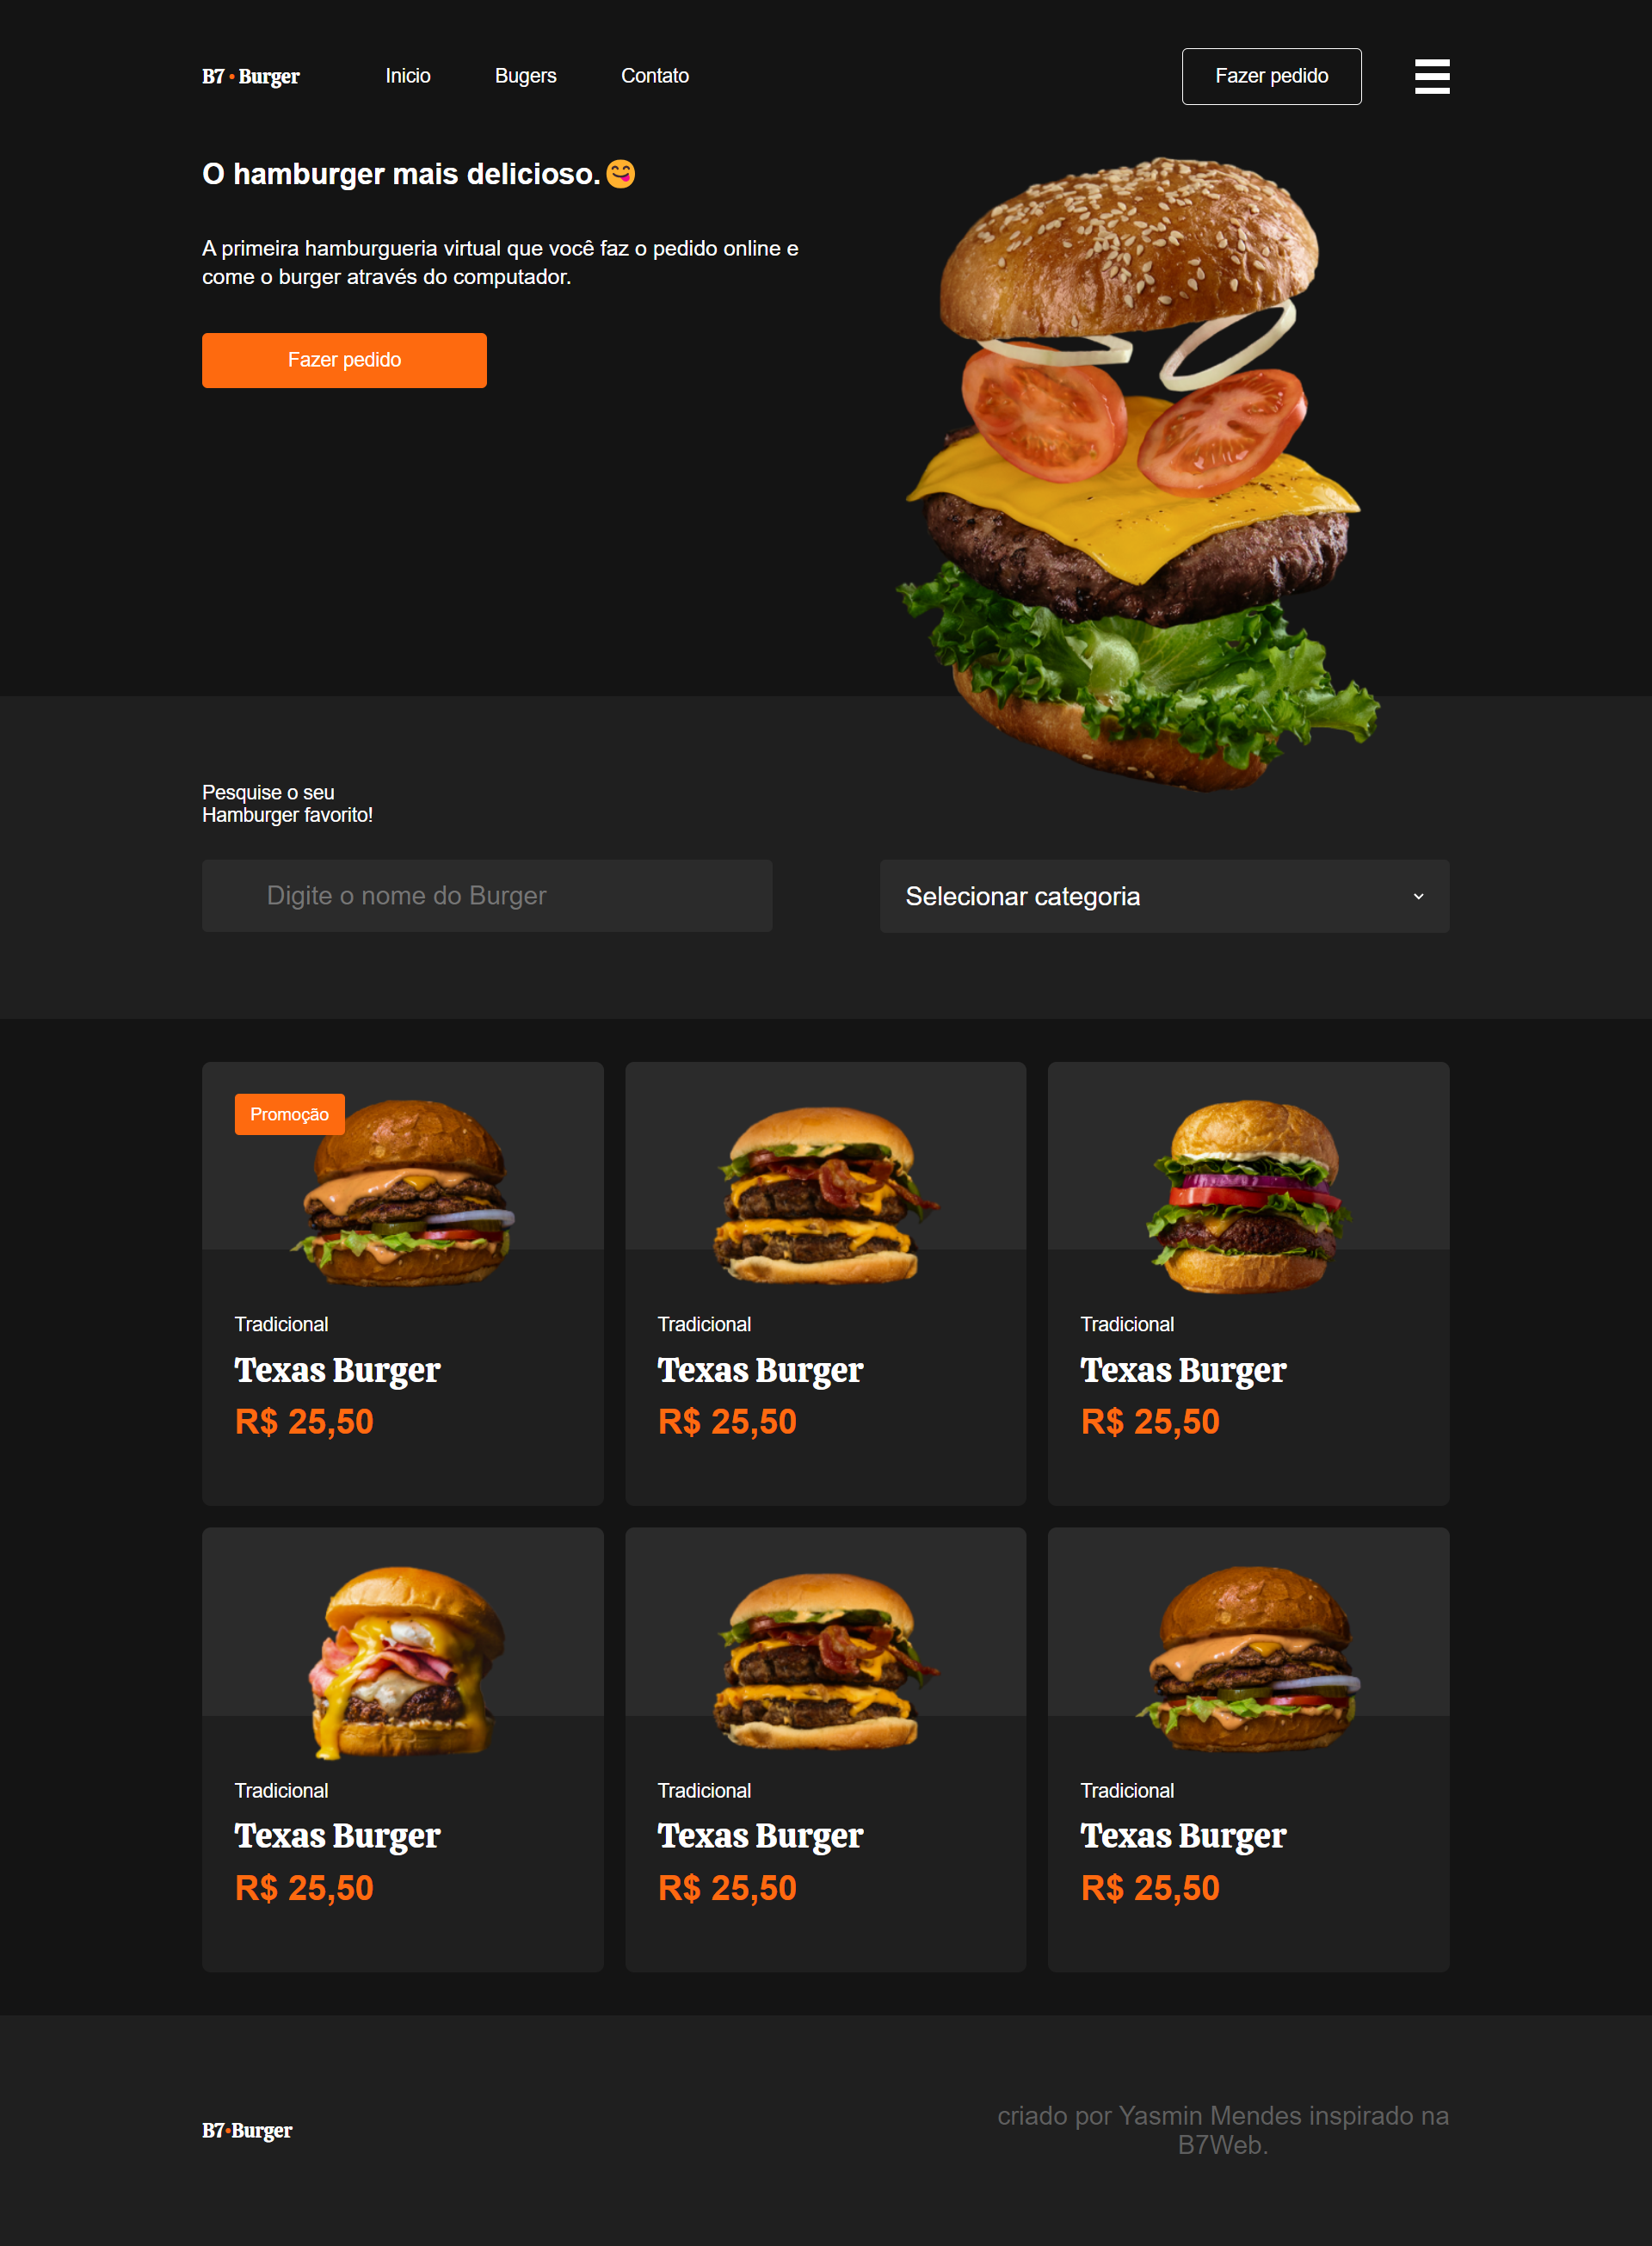 B7 • Burger
Inicio
Bugers
Contato
Fazer pedido
O hamburger mais delicioso.😋
A primeira hamburgueria virtual que você faz o pedido online e
come o burger através do computador.
Fazer pedido
Pesquise o seu
Hamburger favorito!
Digite o nome do Burger
Selecionar categoria
Promoção
Tradicional
Texas Burger
R$ 25,50
Tradicional
Texas Burger
R$ 25,50
Tradicional
Texas Burger
R$ 25,50
Tradicional
Texas Burger
R$ 25,50
Tradicional
Texas Burger
R$ 25,50
Tradicional
Texas Burger
R$ 25,50
B7•Burger
criado por Yasmin Mendes inspirado na
B7Web.